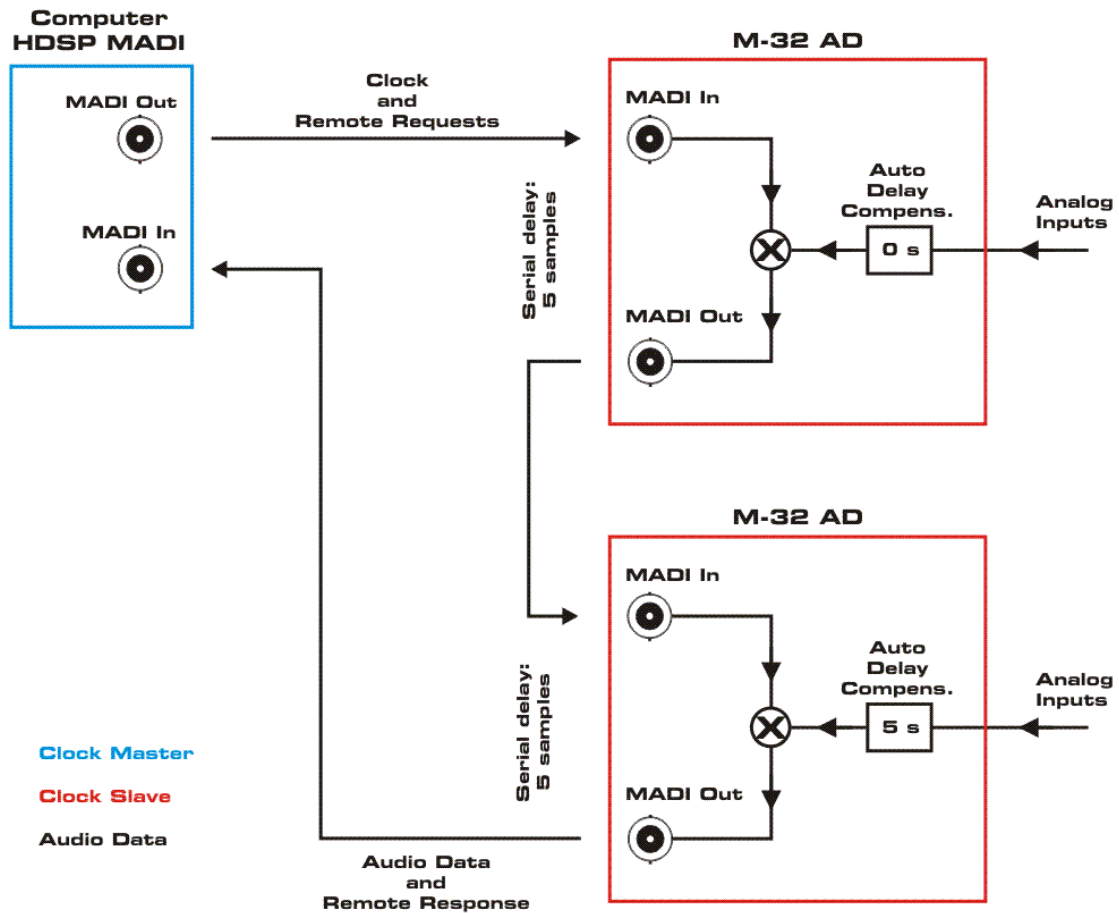 Computer
HDSP MADI
MADI Out
MADI In
Clock
and
Remote Requests
M-32 AD
MADI In
Auto
Delay
Compens.
0 s
Analog
Inputs
Serial delay:
5 samples
MADI Out
M-32 AD
MADI In
Auto
Delay
Compens.
5 s
Analog
Inputs
Serial delay:
5 samples
MADI Out
Clock Master
Clock Slave
Audio Data
Audio Data
and
Remote Response